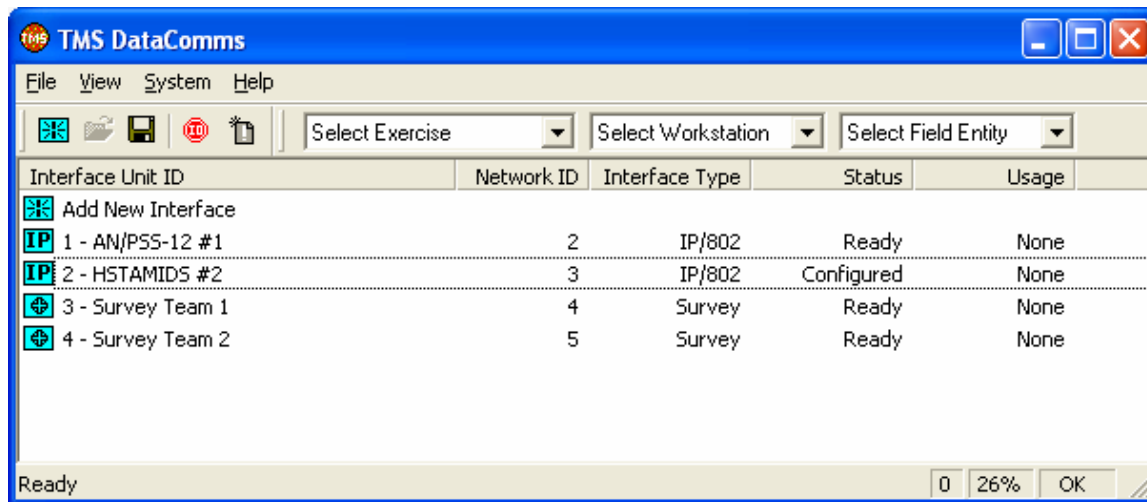 TMS DataComms
File View System Help
ID Select Exercise Select Workstation Select Field Entity
Interface Unit ID Network ID Interface Type Status Usage
Add New Interface
IP 1 - AN/PSS-12 #1 2 IP/802 Ready None
IP 2 - HSTAMIDS #2 3 IP/802 Configured None
3 - Survey Team 1 4 Survey Ready None
4 - Survey Team 2 5 Survey Ready None
Ready 0 26% OK